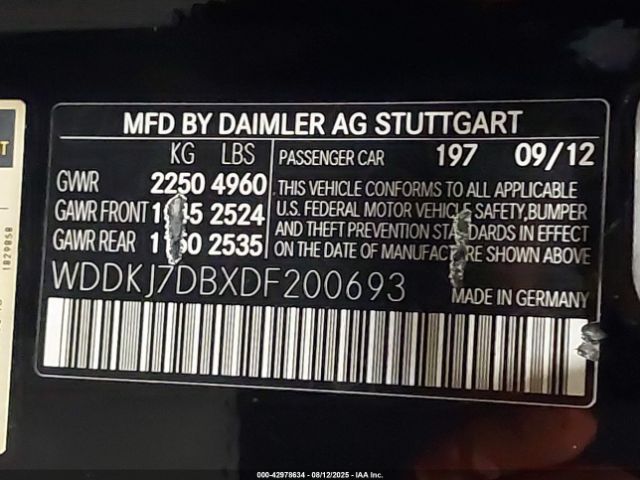 MFD BY DAIMLER AG STUTTGART
KG LBS
GVWR 2250 4960
GAWR FRONT 2524
GAWR REAR 2535
PASSENGER CAR 197 09/12
THIS VEHICLE CONFORMS TO ALL APPLICABLE
U.S. FEDERAL MOTOR VEHICLE SAFETY, BUMPER
AND THEFT PREVENTION STANDARDS IN EFFECT
ON THE DATE OF MANUFACTURE SHOWN ABOVE
WDDKJ7DBXDF200693
MADE IN GERMANY
1829858
000-42978634 - 08/12/2025 - IAA Inc.